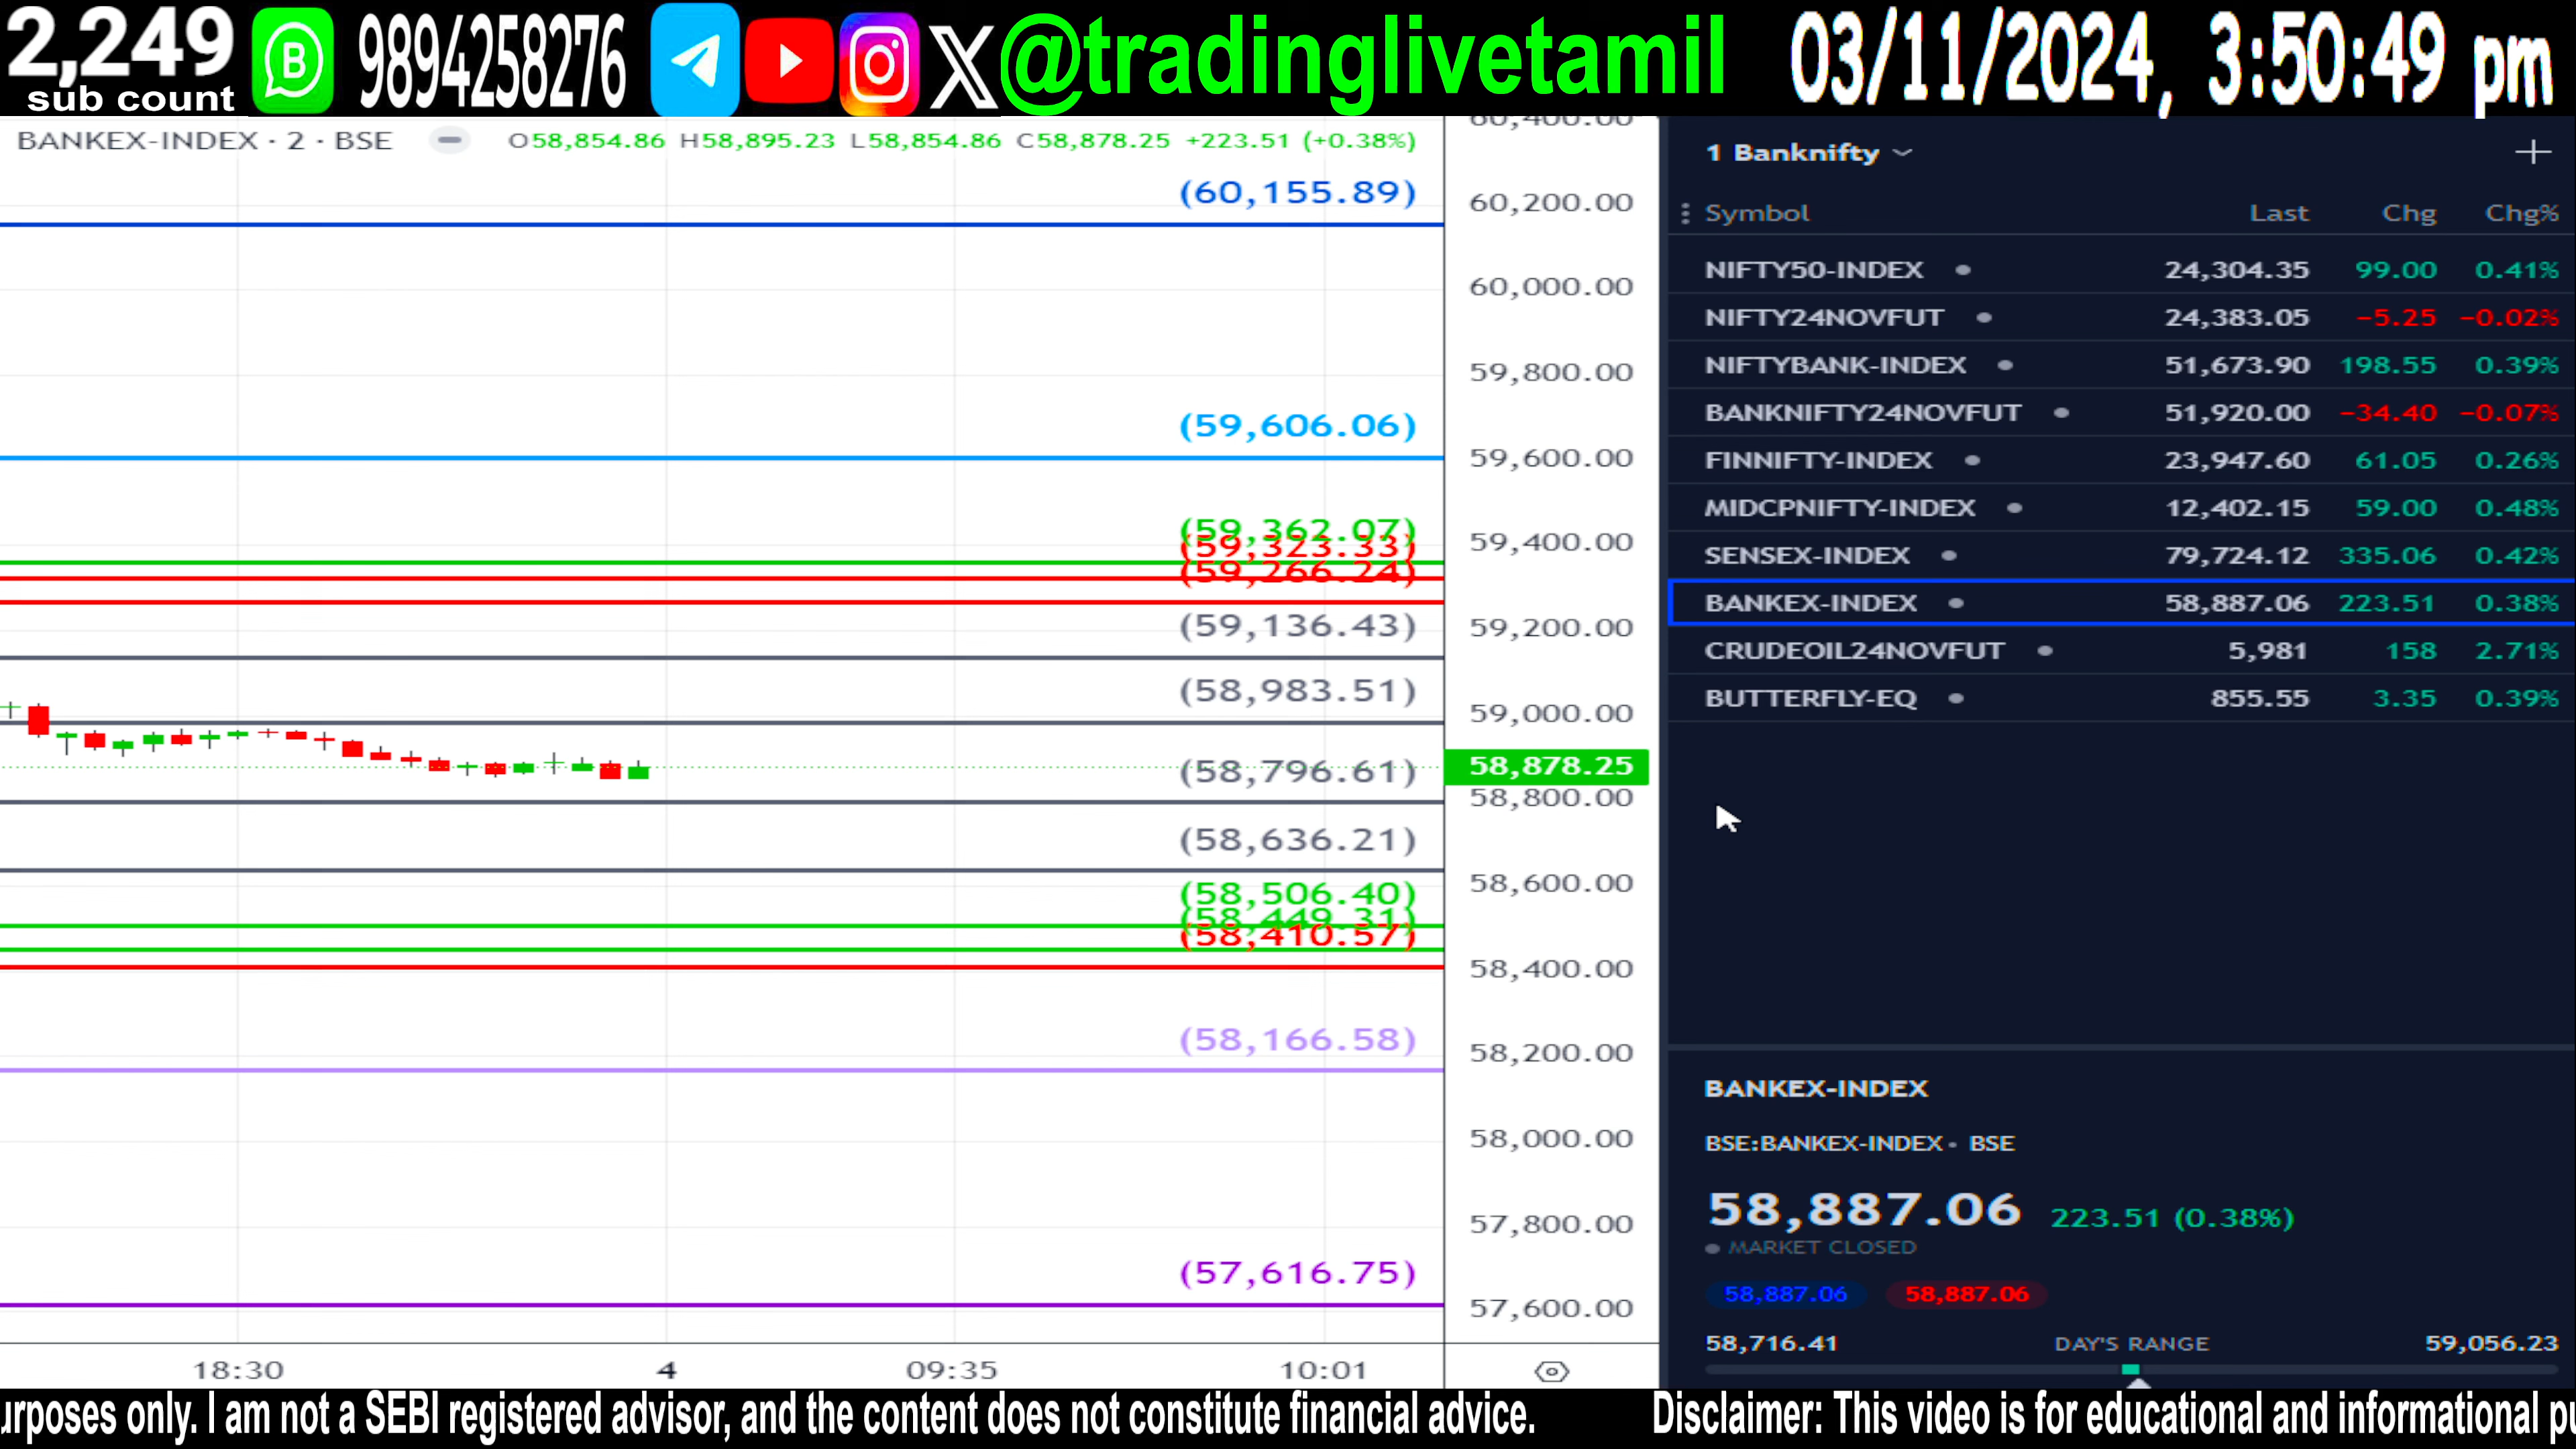 2,249
sub count
9894258276
@tradinglivetamil
03/11/2024, 3:50:49 pm
BANKEX-INDEX · 2 · BSE
O58,854.86 H58,895.23 L58,854.86 C58,878.25 +223.51 (+0.38%)
(60,155.89)
(59,606.06)
(59,362.07)
(59,323.33)
(59,266.24)
(59,136.43)
(58,983.51)
(58,796.61)
(58,636.21)
(58,506.40)
(58,449.31)
(58,410.57)
(58,166.58)
(57,616.75)
60,400.00
60,200.00
60,000.00
59,800.00
59,600.00
59,400.00
59,200.00
59,000.00
58,878.25
58,800.00
58,600.00
58,400.00
58,200.00
58,000.00
57,800.00
57,600.00
18:30 4 09:35 10:01
1 Banknifty
Symbol Last Chg Chg%
NIFTY50-INDEX 24,304.35 99.00 0.41%
NIFTY24NOVFUT 24,383.05 −5.25 −0.02%
NIFTYBANK-INDEX 51,673.90 198.55 0.39%
BANKNIFTY24NOVFUT 51,920.00 −34.40 −0.07%
FINNIFTY-INDEX 23,947.60 61.05 0.26%
MIDCPNIFTY-INDEX 12,402.15 59.00 0.48%
SENSEX-INDEX 79,724.12 335.06 0.42%
BANKEX-INDEX 58,887.06 223.51 0.38%
CRUDEOIL24NOVFUT 5,981 158 2.71%
BUTTERFLY-EQ 855.55 3.35 0.39%
BANKEX-INDEX
BSE:BANKEX-INDEX • BSE
58,887.06 223.51 (0.38%)
MARKET CLOSED
58,887.06 58,887.06
58,716.41 DAY'S RANGE 59,056.23
urposes only. I am not a SEBI registered advisor, and the content does not constitute financial advice. Disclaimer: This video is for educational and informational pu